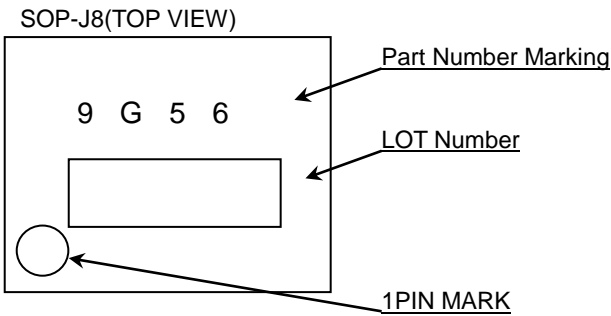 SOP-J8(TOP VIEW)
Part Number Marking
9 G 5 6
LOT Number
1PIN MARK